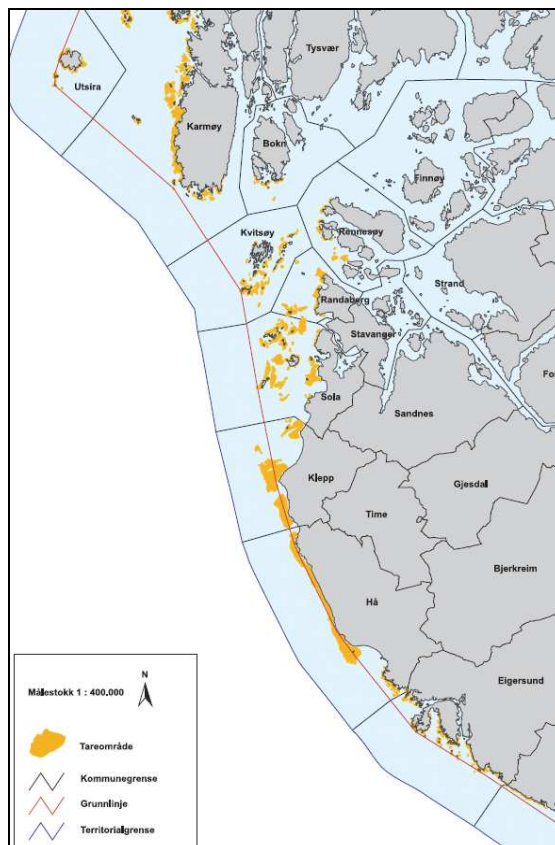 Tysvær
Utsira
Karmøy
Bokn
Finnøy
Kvitsøy
Rennesøy
Strand
Randaberg
Stavanger
Sola
Sandnes
Klepp
Gjesdal
Time
Bjerkreim
Hå
Eigersund
N
Målestokk 1 : 400.000
Tareområde
Kommunegrense
Grunnlinje
Territorialgrense